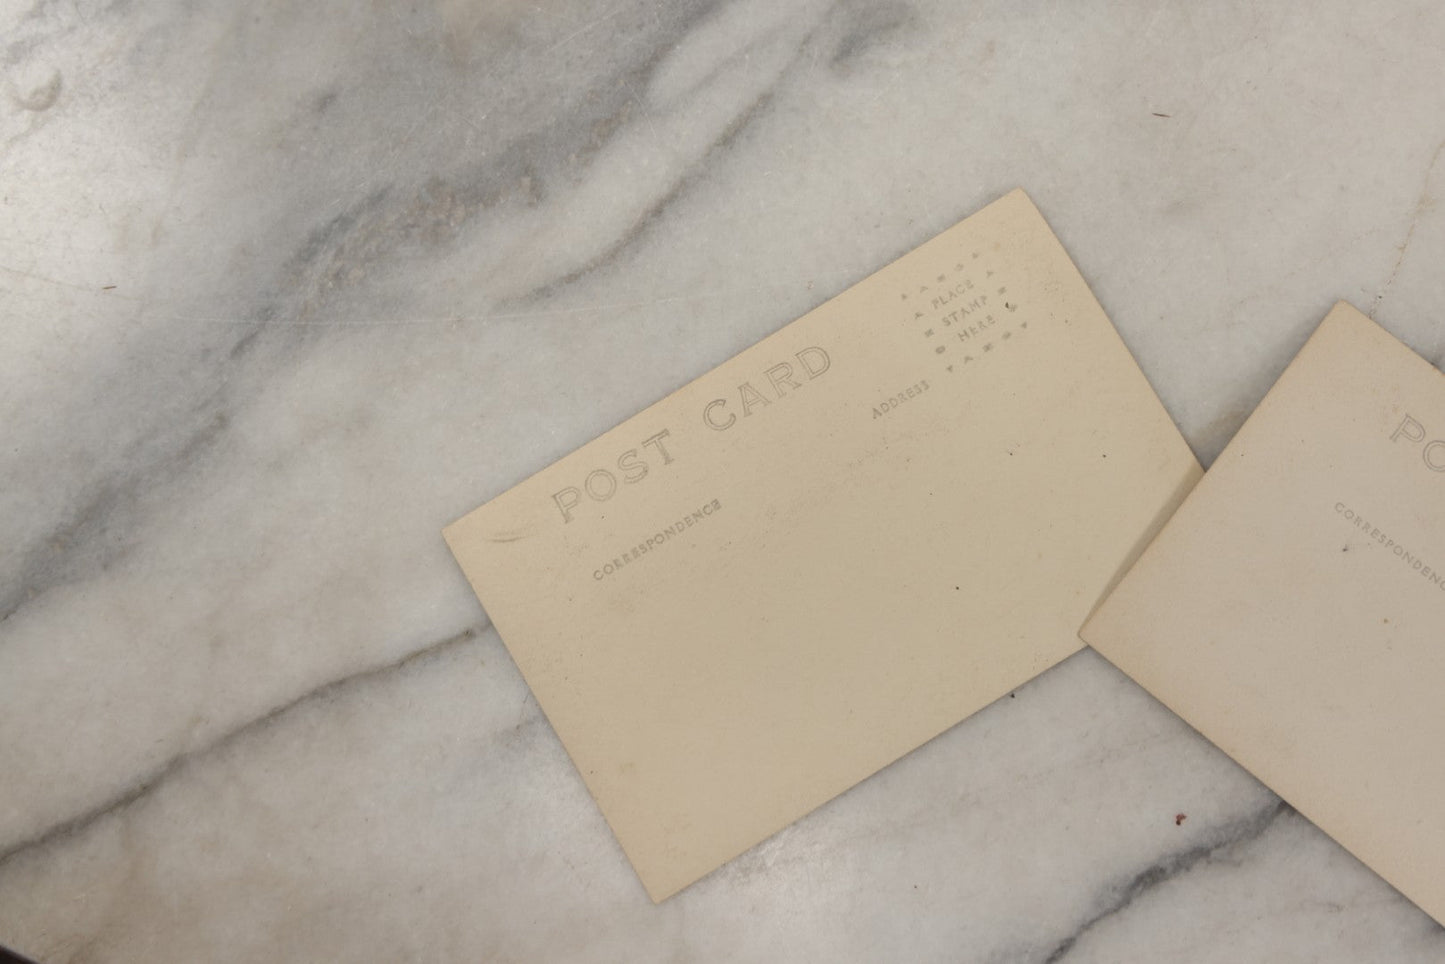 POST CARD
CORRESPONDENCE
ADDRESS
PLACE
STAMP
HERE
CORRESPONDENCE